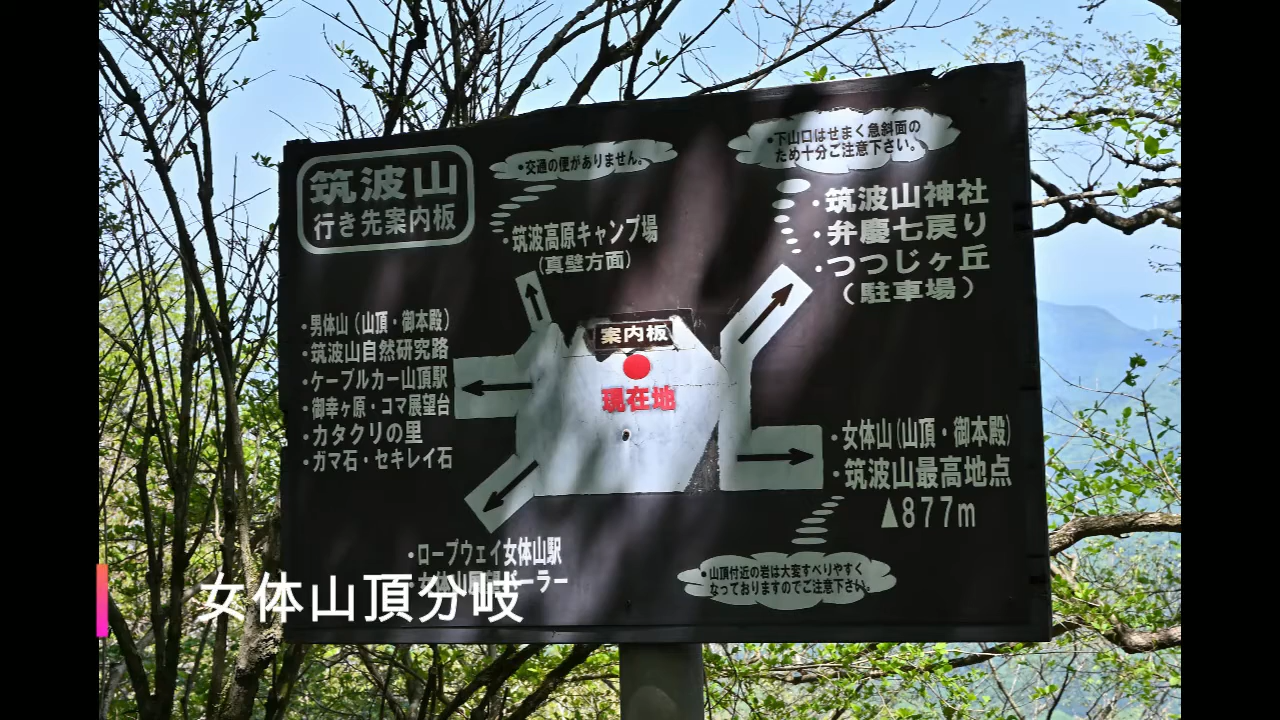 筑波山
行き先案内板
・交通の便がありません。
・筑波高原キャンプ場
(真壁方面)
・下山口はせまく急斜面の
ため十分ご注意下さい。
・筑波山神社
・弁慶七戻り
・つつじヶ丘
（駐車場）
・男体山（山頂・御本殿）
・筑波山自然研究路
・ケーブルカー山頂駅
・御幸ヶ原・コマ展望台
・カタクリの里
・ガマ石・セキレイ石
案内板
現在地
・女体山（山頂・御本殿）
・筑波山最高地点
▲877m
・ロープウェイ女体山駅
・山頂付近の岩は大変すべりやすく
なっておりますのでご注意下さい。
女体山頂分岐